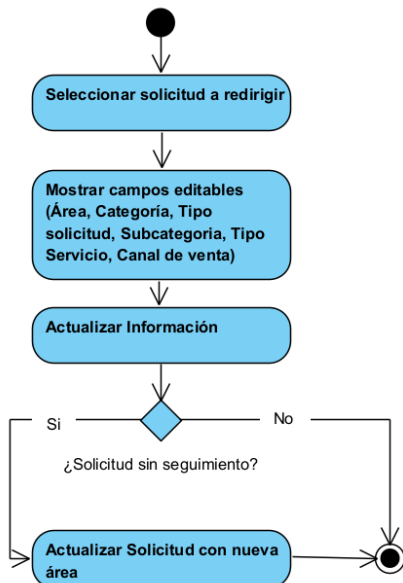 Seleccionar solicitud a redirigir
Mostrar campos editables
(Área, Categoría, Tipo
solicitud, Subcategoria, Tipo
Servicio, Canal de venta)
Actualizar Información
Si
No
¿Solicitud sin seguimiento?
Actualizar Solicitud con nueva
área